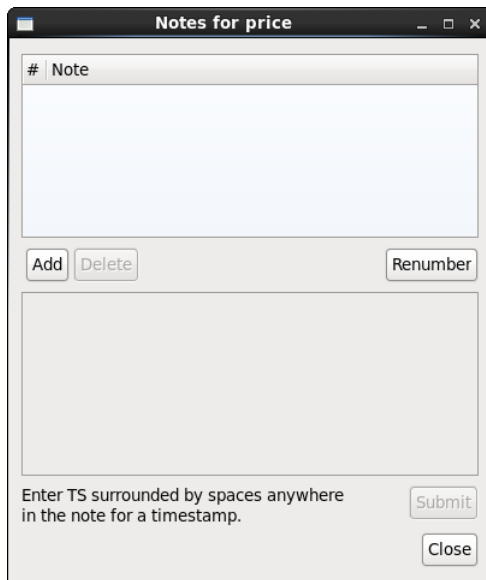 Notes for price
# Note
Add Delete Renumber
Enter TS surrounded by spaces anywhere
in the note for a timestamp.
Submit
Close